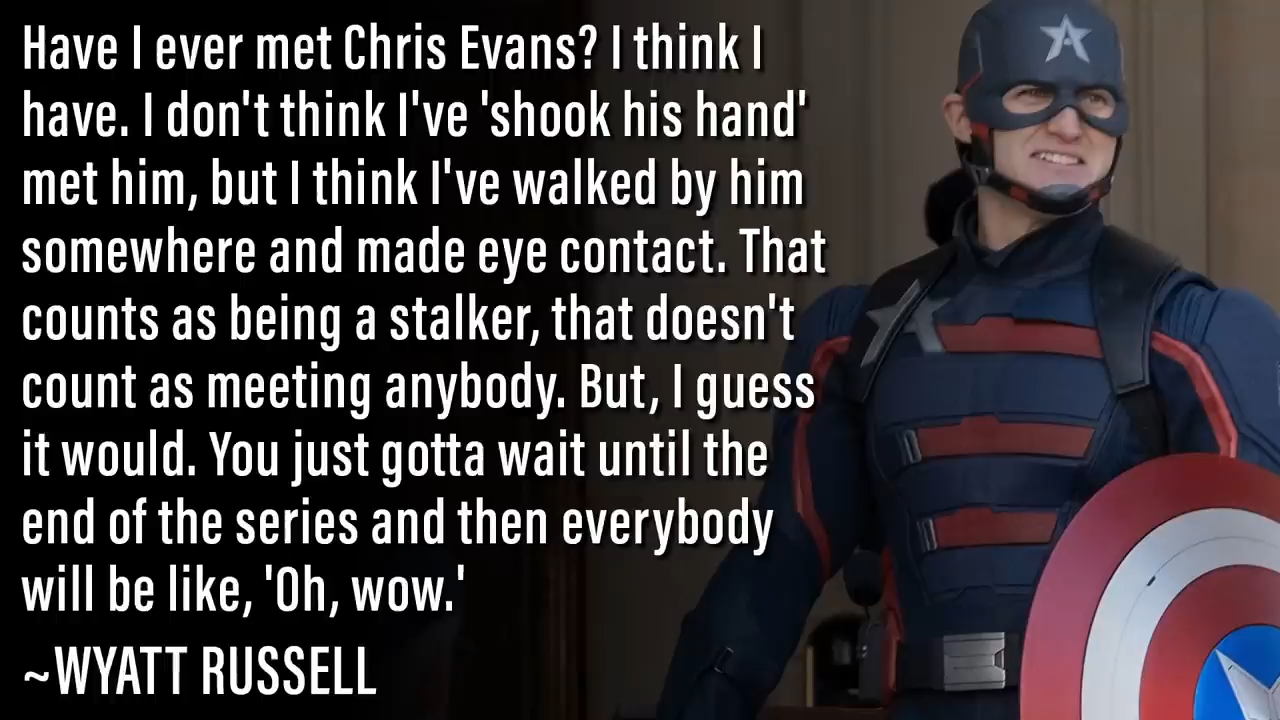 Have I ever met Chris Evans? I think I
have. I don't think I've 'shook his hand'
met him, but I think I've walked by him
somewhere and made eye contact. That
counts as being a stalker, that doesn't
count as meeting anybody. But, I guess
it would. You just gotta wait until the
end of the series and then everybody
will be like, 'Oh, wow.'
~WYATT RUSSELL
A